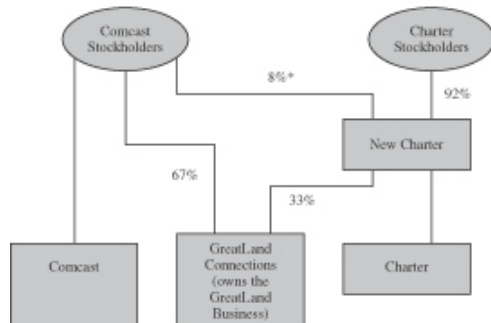 Comcast
Stockholders
Charter
Stockholders
8%*
92%
New Charter
67%
33%
Comcast
GreatLand
Connections
(owns the
GreatLand
Business)
Charter